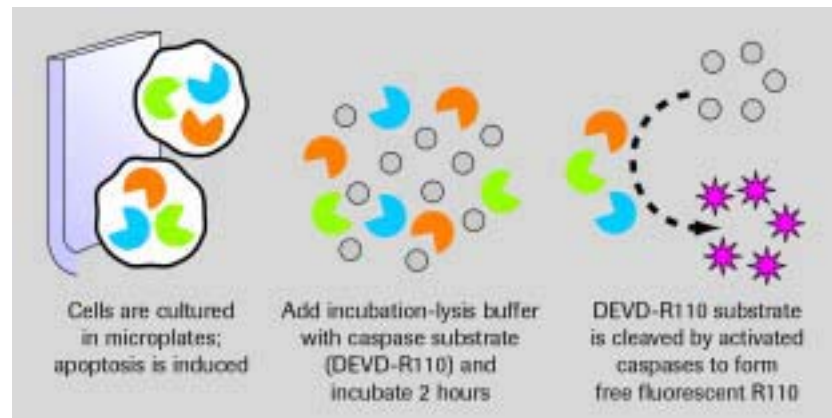 Cells are cultured
in microplates;
apoptosis is induced
Add incubation-lysis buffer
with caspase substrate
(DEVD-R110) and
incubate 2 hours
DEVD-R110 substrate
is cleaved by activated
caspases to form
free fluorescent R110